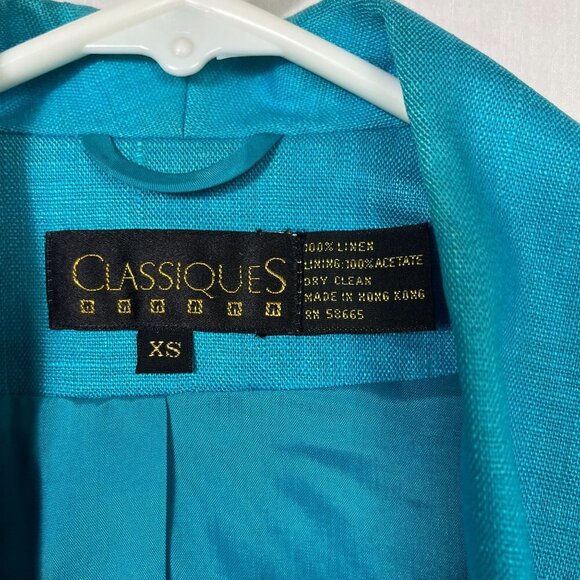 CLASSIQUES
XS
100% LINEN
LINING:100% ACETATE
DRY CLEAN
MADE IN HONG KONG
RN 58665